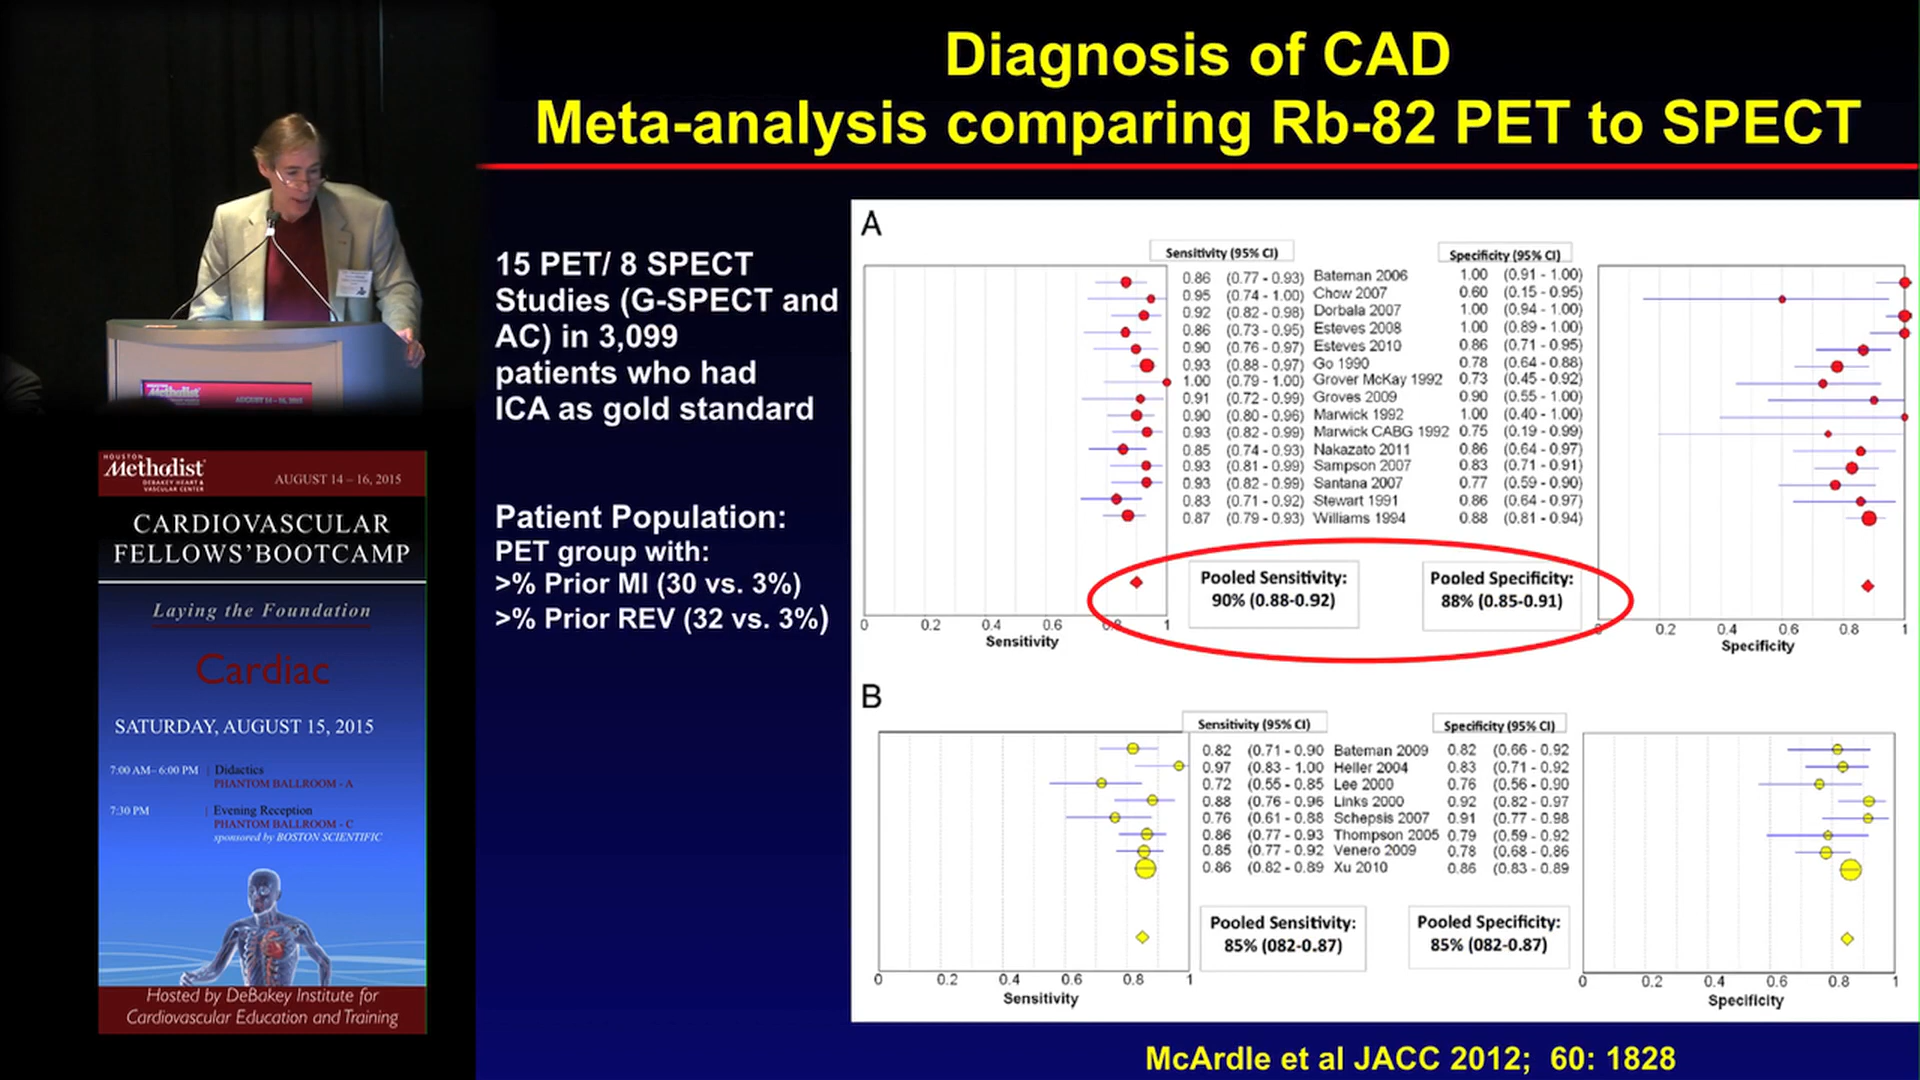 Diagnosis of CAD
Meta-analysis comparing Rb-82 PET to SPECT
15 PET/ 8 SPECT
Studies (G-SPECT and
AC) in 3,099
patients who had
ICA as gold standard
Patient Population:
PET group with:
>% Prior MI (30 vs. 3%)
>% Prior REV (32 vs. 3%)
A
Sensitivity (95% CI) Specificity (95% CI)
0.86 (0.77 - 0.93) Bateman 2006 1.00 (0.91 - 1.00)
0.95 (0.74 - 1.00) Chow 2007 0.60 (0.15 - 0.95)
0.92 (0.82 - 0.98) Dorbala 2007 1.00 (0.94 - 1.00)
0.86 (0.73 - 0.95) Esteves 2008 1.00 (0.89 - 1.00)
0.90 (0.76 - 0.97) Esteves 2010 0.86 (0.71 - 0.95)
0.93 (0.88 - 0.97) Go 1990 0.78 (0.64 - 0.88)
1.00 (0.79 - 1.00) Grover McKay 1992 0.73 (0.45 - 0.92)
0.91 (0.72 - 0.99) Groves 2009 0.90 (0.55 - 1.00)
0.90 (0.80 - 0.96) Marwick 1992 1.00 (0.40 - 1.00)
0.93 (0.82 - 0.99) Marwick CABG 1992 0.75 (0.19 - 0.99)
0.85 (0.74 - 0.93) Nakazato 2011 0.86 (0.64 - 0.97)
0.93 (0.81 - 0.99) Sampson 2007 0.83 (0.71 - 0.91)
0.93 (0.82 - 0.99) Santana 2007 0.77 (0.59 - 0.90)
0.83 (0.71 - 0.92) Stewart 1991 0.86 (0.64 - 0.97)
0.87 (0.79 - 0.93) Williams 1994 0.88 (0.81 - 0.94)
Pooled Sensitivity: Pooled Specificity:
90% (0.88-0.92) 88% (0.85-0.91)
0 0.2 0.4 0.6 0.8 1 0 0.2 0.4 0.6 0.8 1
Sensitivity Specificity
B
Sensitivity (95% CI) Specificity (95% CI)
0.82 (0.71 - 0.90 Bateman 2009 0.82 (0.66 - 0.92
0.97 (0.83 - 1.00 Heller 2004 0.83 (0.71 - 0.92
0.72 (0.55 - 0.85 Lee 2000 0.76 (0.56 - 0.90
0.88 (0.76 - 0.96 Links 2000 0.92 (0.82 - 0.97
0.76 (0.61 - 0.88 Schepsis 2007 0.91 (0.77 - 0.98
0.86 (0.77 - 0.93 Thompson 2005 0.79 (0.59 - 0.92
0.85 (0.77 - 0.92 Venero 2009 0.78 (0.68 - 0.86
0.86 (0.82 - 0.89 Xu 2010 0.86 (0.83 - 0.89
Pooled Sensitivity: Pooled Specificity:
85% (082-0.87) 85% (082-0.87)
0 0.2 0.4 0.6 0.8 1 0 0.2 0.4 0.6 0.8 1
Sensitivity Specificity
McArdle et al JACC 2012; 60: 1828
Methodist AUGUST 14 – 16, 2015
HOUSTON
Methodist
DEBAKEY HEART &
VASCULAR CENTER
AUGUST 14 – 16, 2015
CARDIOVASCULAR
FELLOWS'BOOTCAMP
Laying the Foundation
Cardiac
SATURDAY, AUGUST 15, 2015
7:00 AM– 6:00 PM | Didactics
PHANTOM BALLROOM - A
7:30 PM | Evening Reception
PHANTOM BALLROOM - C
sponsored by BOSTON SCIENTIFIC
Hosted by DeBakey Institute for
Cardiovascular Education and Training